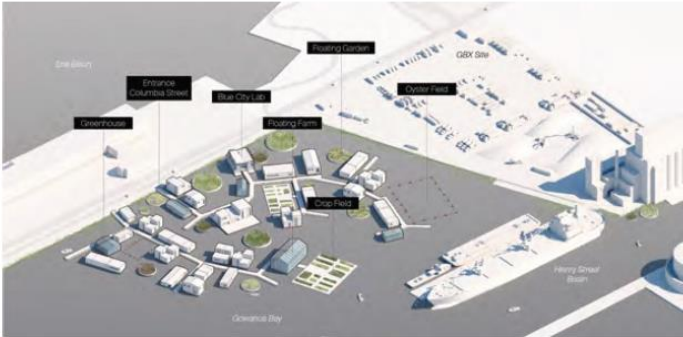 Floating Garden
GBX Site
Entrance
Columbia Street
Blue City Lab
Oyster Field
Greenhouse
Floating Farm
Crop Field
Henry Street
Basin
Gowanus Bay